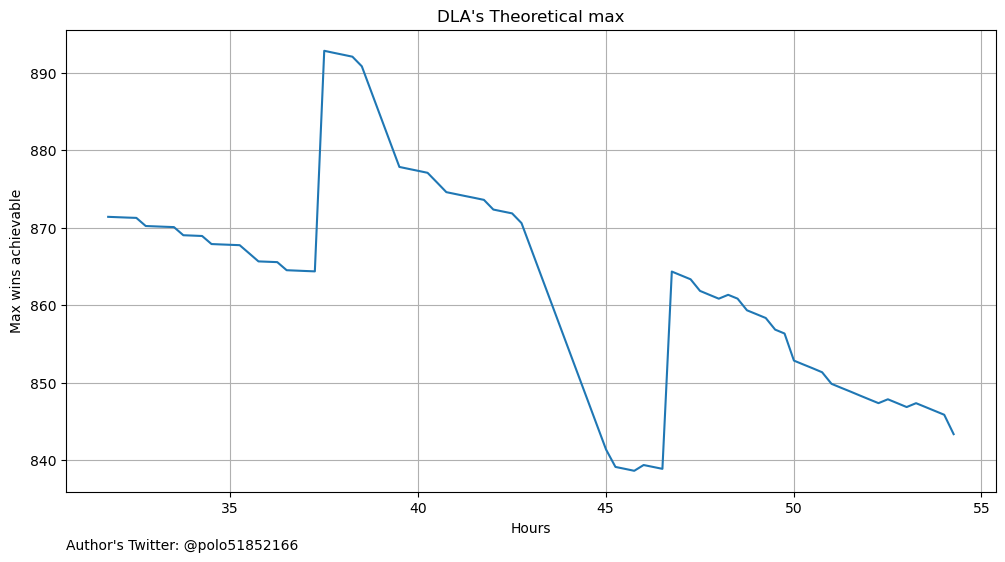 DLA's Theoretical max
Max wins achievable
890
880
870
860
850
840
35
40
45
50
55
Hours
Author's Twitter: @polo51852166